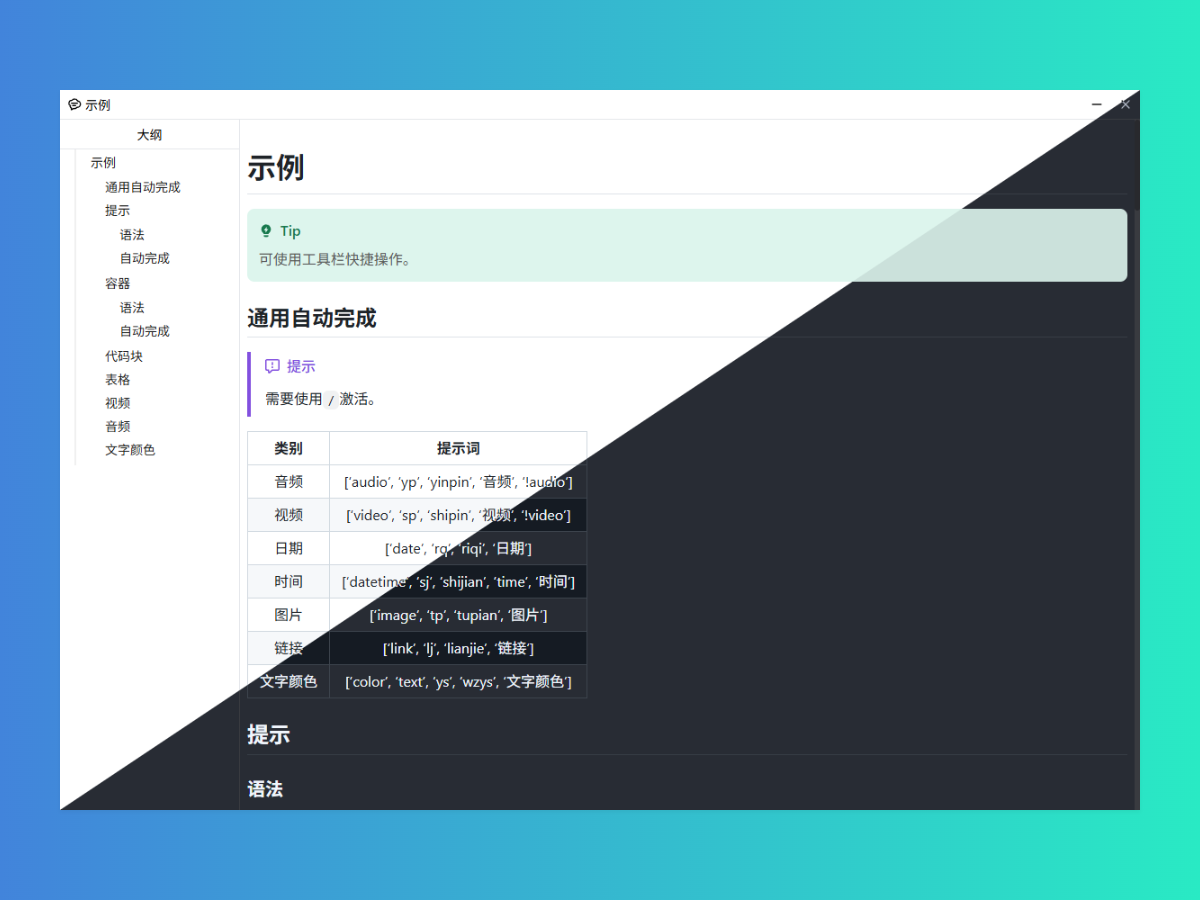 示例
大纲
示例
通用自动完成
提示
语法
自动完成
容器
语法
自动完成
代码块
表格
视频
音频
文字颜色
示例
Tip
可使用工具栏快捷操作。
通用自动完成
提示
需要使用 / 激活。
类别 提示词
音频 ['audio', 'yp', 'yinpin', '音频', '!audio']
视频 ['video', 'sp', 'shipin', '视频', '!video']
日期 ['date', 'rq', 'riqi', '日期']
时间 ['datetime', 'sj', 'shijian', 'time', '时间']
图片 ['image', 'tp', 'tupian', '图片']
链接 ['link', 'lj', 'lianjie', '链接']
文字颜色 ['color', 'text', 'ys', 'wzys', '文字颜色']
提示
语法